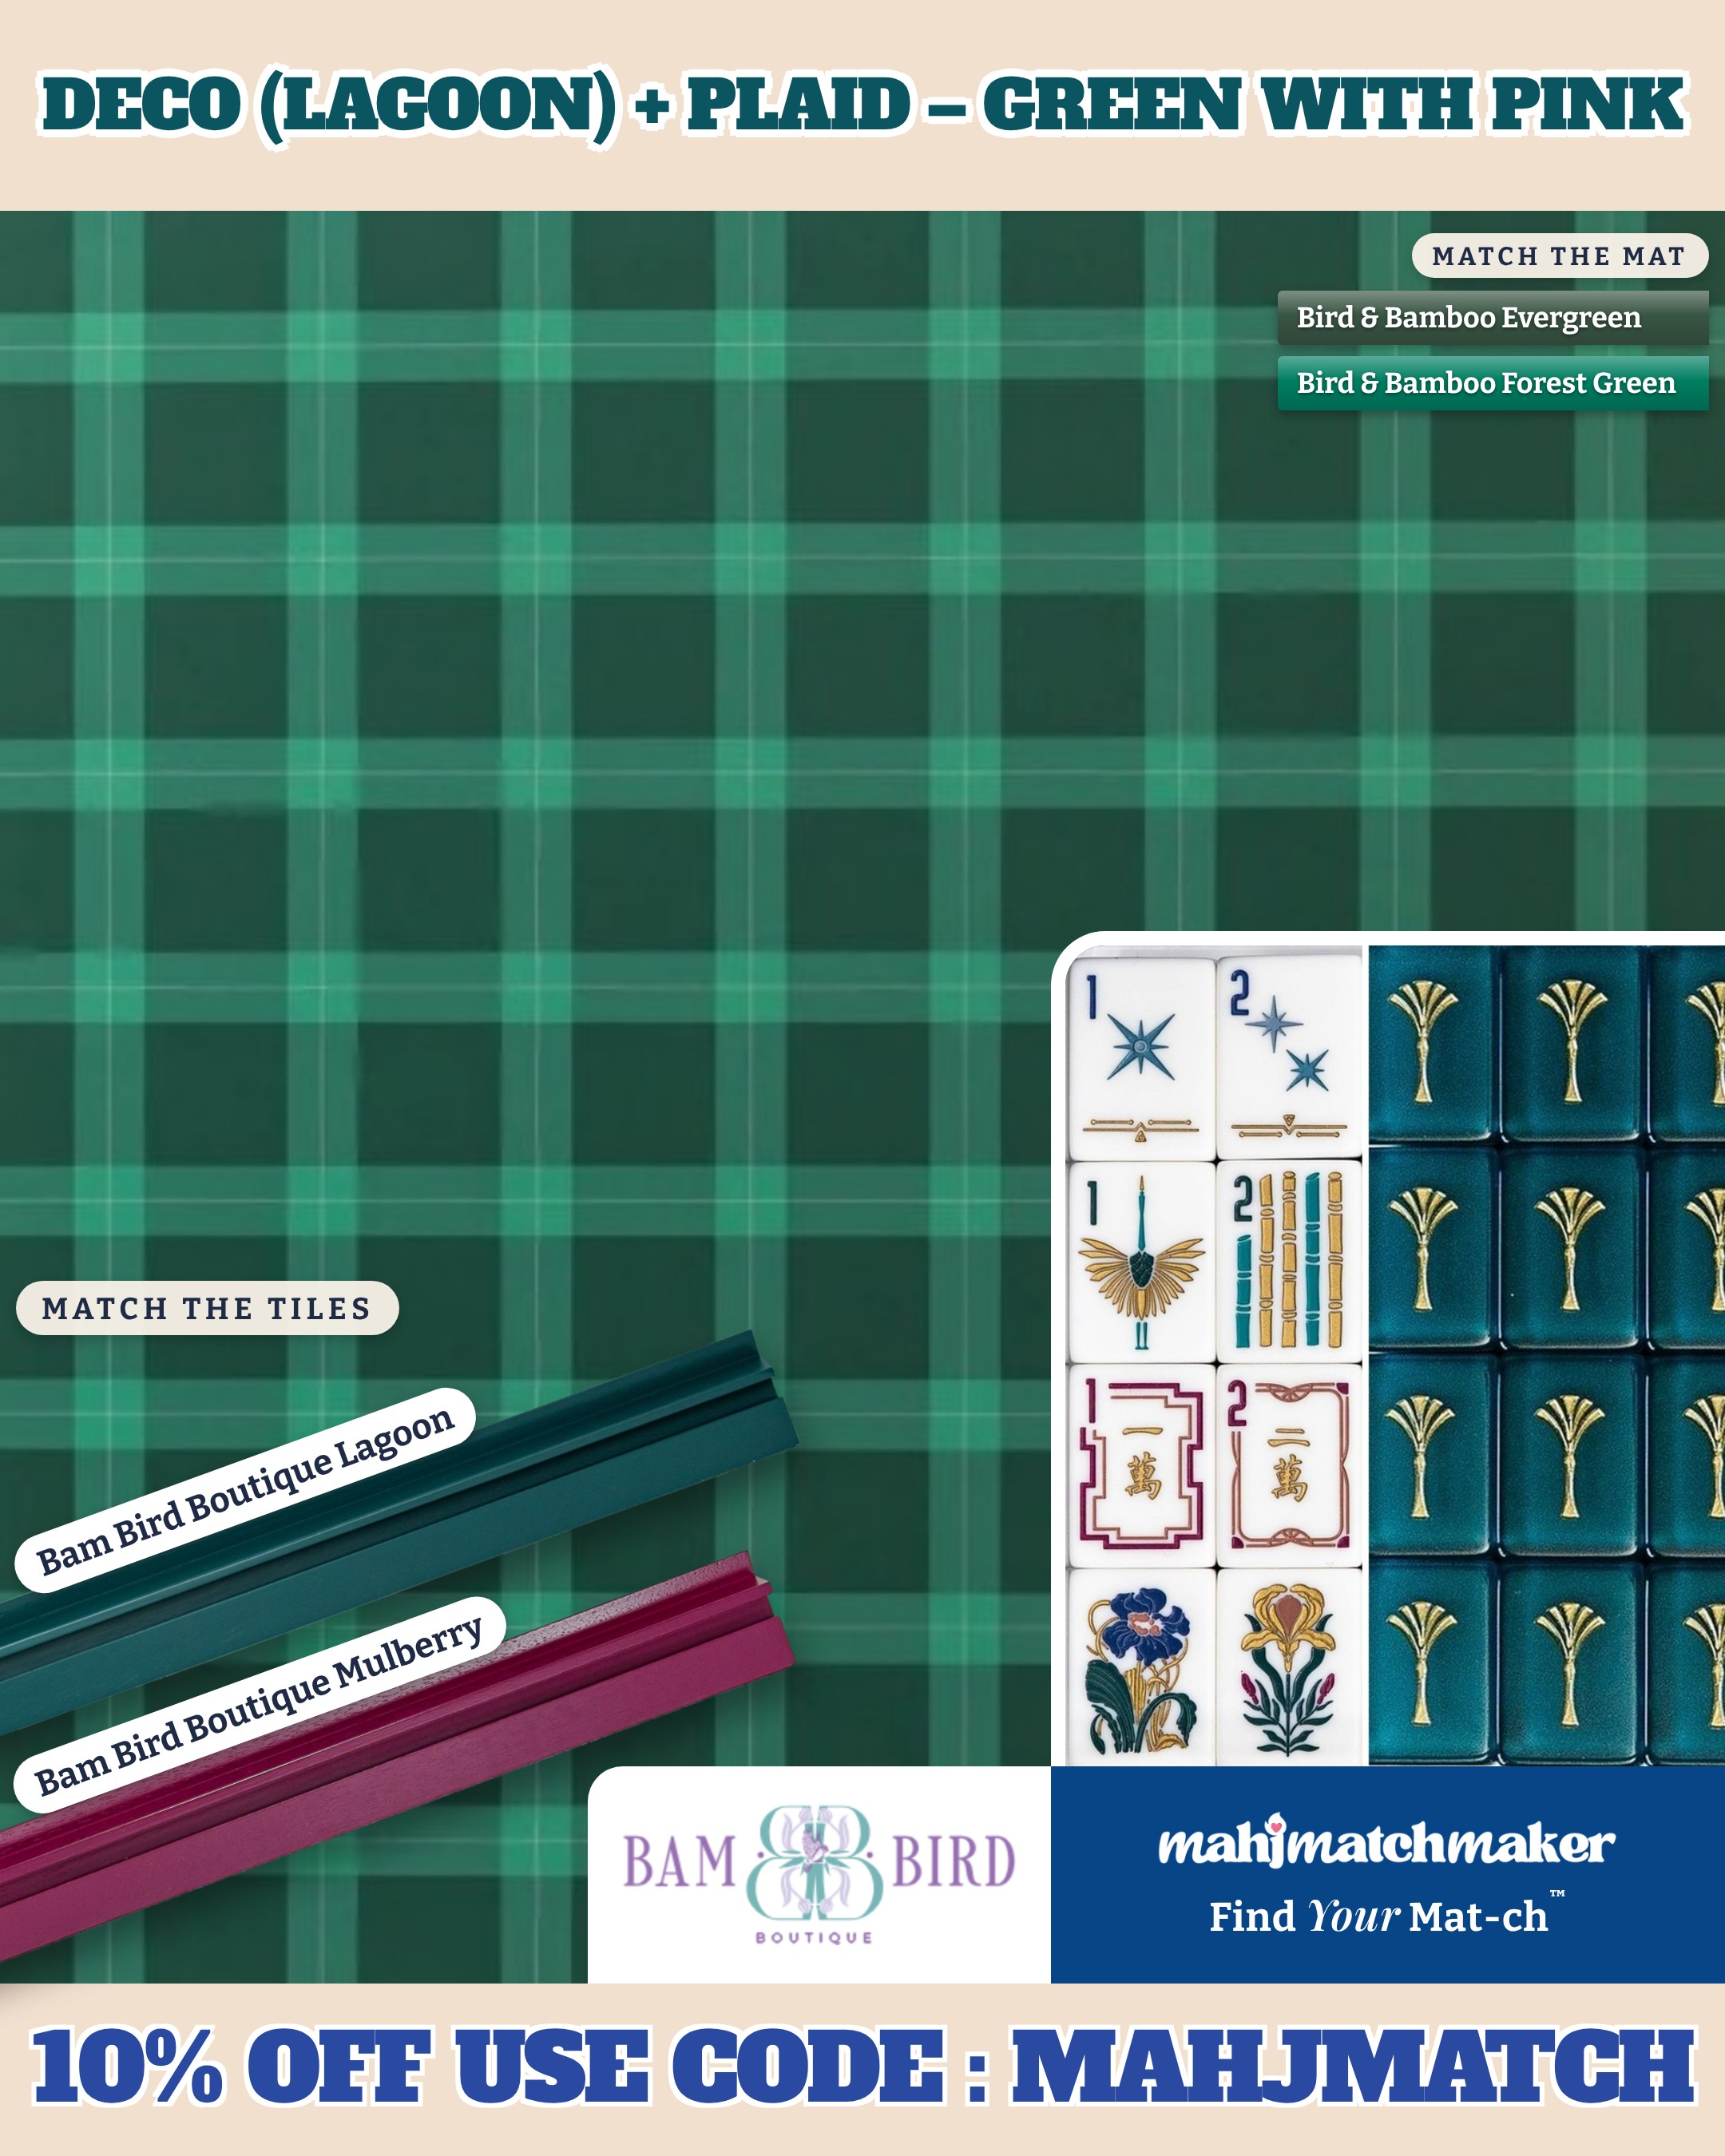 DECO (LAGOON) + PLAID – GREEN WITH PINK
MATCH THE MAT
Bird & Bamboo Evergreen
Bird & Bamboo Forest Green
1
2
1
2
1
2
一
二
萬
萬
MATCH THE TILES
Bam Bird Boutique Lagoon
Bam Bird Boutique Mulberry
BAM BIRD
BOUTIQUE
mahjmatchmaker
Find Your Mat-ch™
10% OFF USE CODE : MAHJMATCH